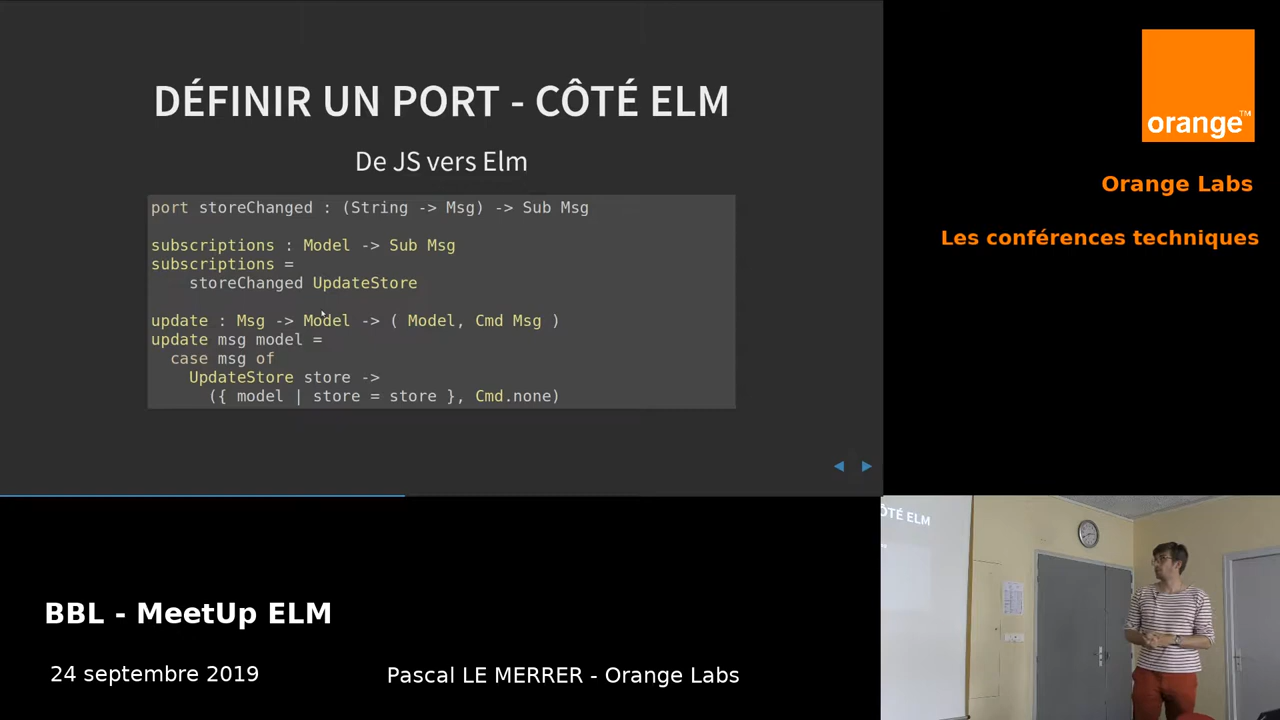 DÉFINIR UN PORT - CÔTÉ ELM
De JS vers Elm
port storeChanged : (String -> Msg) -> Sub Msg
subscriptions : Model -> Sub Msg
subscriptions =
    storeChanged UpdateStore
update : Msg -> Model -> ( Model, Cmd Msg )
update msg model =
  case msg of
    UpdateStore store ->
      ({ model | store = store }, Cmd.none)
orange™
Orange Labs
Les conférences techniques
CÔTÉ ELM
BBL - MeetUp ELM
24 septembre 2019
Pascal LE MERRER - Orange Labs